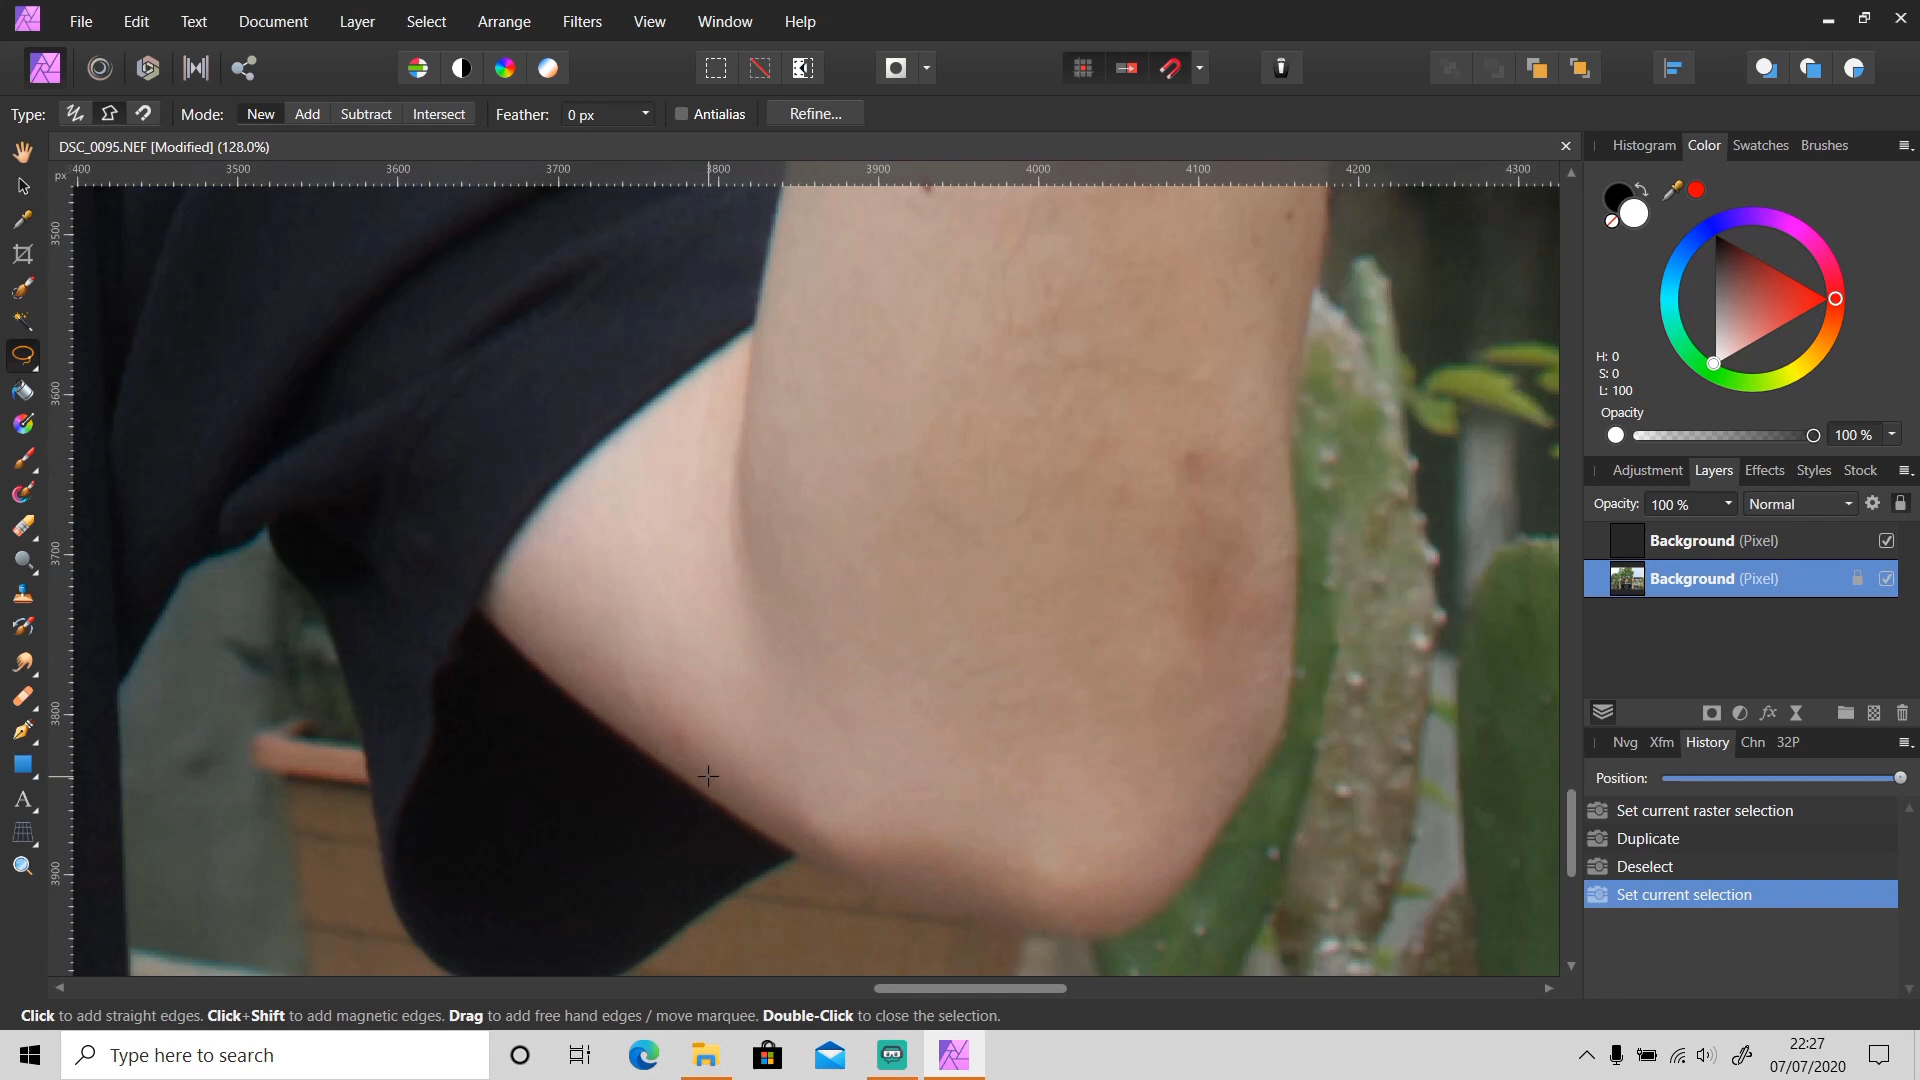 File Edit Text Document Layer Select Arrange Filters View Window Help
Type: Mode: New Add Subtract Intersect Feather: 0 px Antialias Refine...
DSC_0095.NEF [Modified] (128.0%)
Histogram Color Swatches Brushes
px 400 3500 3600 3700 3800 3900 4000 4100 4200 4300
3500
3600
3700
3800
3900
H: 0
S: 0
L: 100
Opacity
100 %
Adjustment Layers Effects Styles Stock
Opacity: 100 % Normal
Background (Pixel)
Background (Pixel)
fx
Nvg Xfm History Chn 32P
Position:
Set current raster selection
Duplicate
Deselect
Set current selection
Click to add straight edges. Click+Shift to add magnetic edges. Drag to add free hand edges / move marquee. Double-Click to close the selection.
Type here to search
22:27
07/07/2020